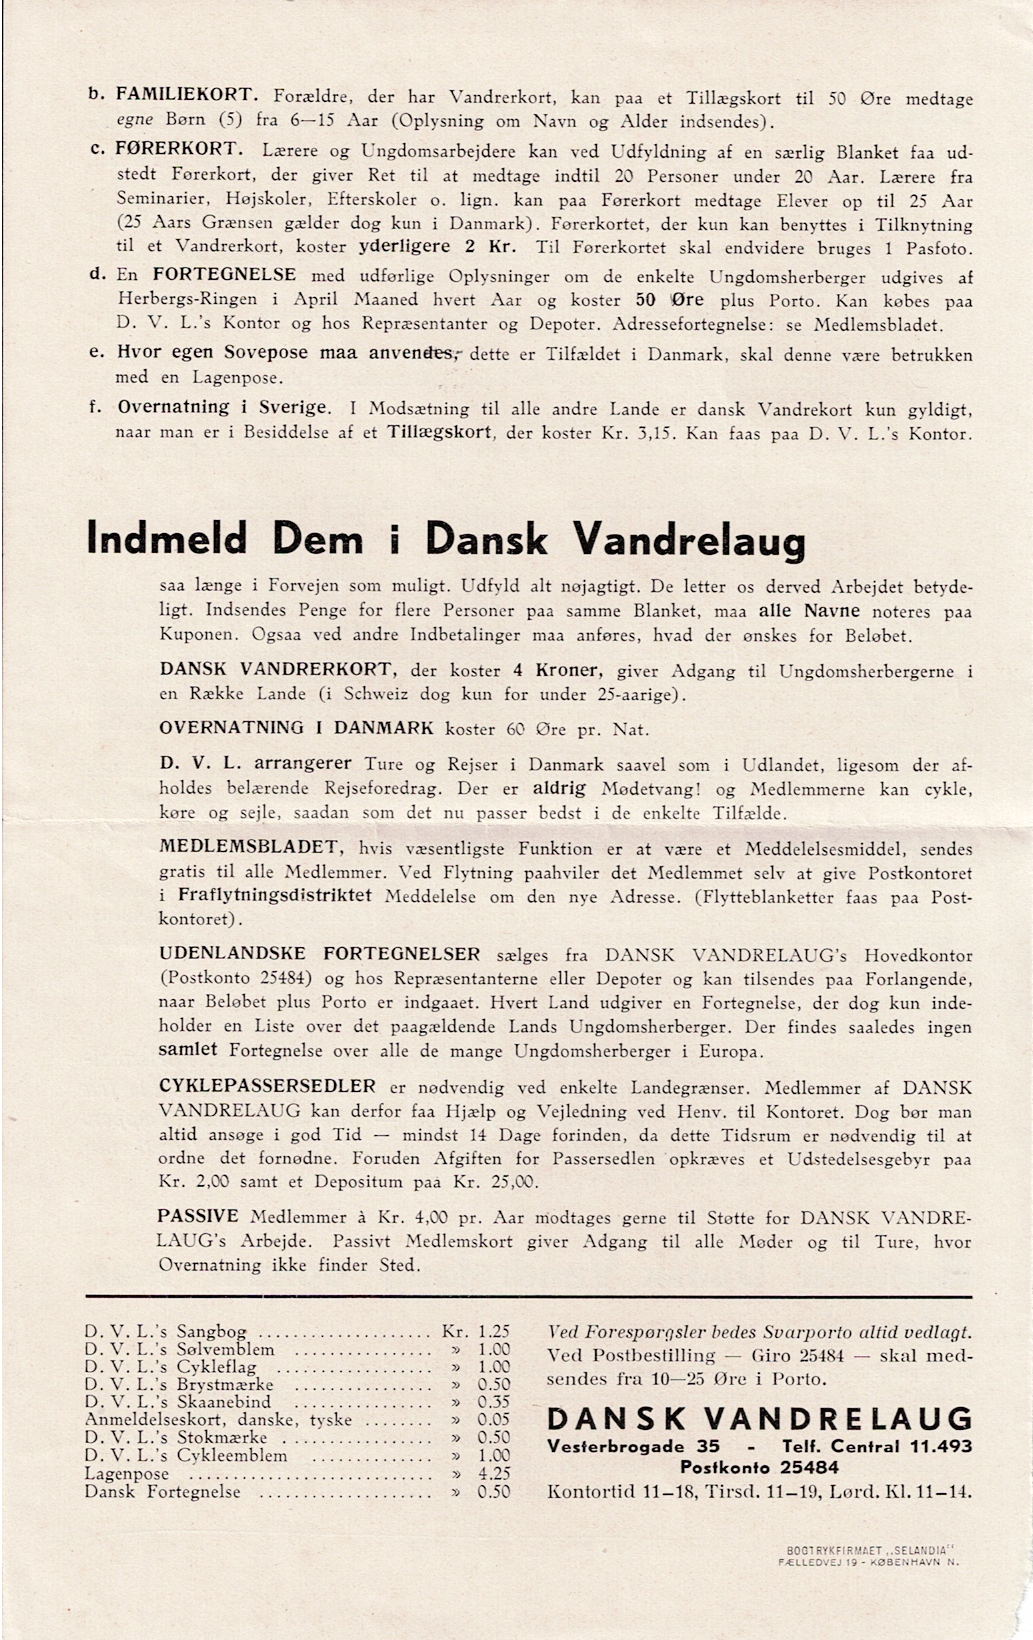 b. FAMILIEKORT. Forældre, der har Vandrerkort, kan paa et Tillægskort til 50 Øre medtage
egne Børn (5) fra 6—15 Aar (Oplysning om Navn og Alder indsendes).
c. FØRERKORT. Lærere og Ungdomsarbejdere kan ved Udfyldning af en særlig Blanket faa ud-
stedt Førerkort, der giver Ret til at medtage indtil 20 Personer under 20 Aar. Lærere fra
Seminarier, Højskoler, Efterskoler o. lign. kan paa Førerkort medtage Elever op til 25 Aar
(25 Aars Grænsen gælder dog kun i Danmark). Førerkortet, der kun kan benyttes i Tilknytning
til et Vandrerkort, koster yderligere 2 Kr. Til Førerkortet skal endvidere bruges 1 Pasfoto.
d. En FORTEGNELSE med udførlige Oplysninger om de enkelte Ungdomsherberger udgives af
Herbergs-Ringen i April Maaned hvert Aar og koster 50 Øre plus Porto. Kan købes paa
D. V. L.'s Kontor og hos Repræsentanter og Depoter. Adressefortegnelse: se Medlemsbladet.
e. Hvor egen Sovepose maa anvendes, dette er Tilfældet i Danmark, skal denne være betrukken
med en Lagenpose.
f. Overnatning i Sverige. I Modsætning til alle andre Lande er dansk Vandrekort kun gyldigt,
naar man er i Besiddelse af et Tillægskort, der koster Kr. 3,15. Kan faas paa D. V. L.'s Kontor.
Indmeld Dem i Dansk Vandrelaug
saa længe i Forvejen som muligt. Udfyld alt nøjagtigt. De letter os derved Arbejdet betyde-
ligt. Indsendes Penge for flere Personer paa samme Blanket, maa alle Navne noteres paa
Kuponen. Ogsaa ved andre Indbetalinger maa anføres, hvad der ønskes for Beløbet.
DANSK VANDRERKORT, der koster 4 Kroner, giver Adgang til Ungdomsherbergerne i
en Række Lande (i Schweiz dog kun for under 25-aarige).
OVERNATNING I DANMARK koster 60 Øre pr. Nat.
D. V. L. arrangerer Ture og Rejser i Danmark saavel som i Udlandet, ligesom der af-
holdes belærende Rejseforedrag. Der er aldrig Mødetvang! og Medlemmerne kan cykle,
køre og sejle, saadan som det nu passer bedst i de enkelte Tilfælde.
MEDLEMSBLADET, hvis væsentligste Funktion er at være et Meddelelsesmiddel, sendes
gratis til alle Medlemmer. Ved Flytning paahviler det Medlemmet selv at give Postkontoret
i Fraflytningsdistriktet Meddelelse om den nye Adresse. (Flytteblanketter faas paa Post-
kontoret).
UDENLANDSKE FORTEGNELSER sælges fra DANSK VANDRELAUG's Hovedkontor
(Postkonto 25484) og hos Repræsentanterne eller Depoter og kan tilsendes paa Forlangende,
naar Beløbet plus Porto er indgaaet. Hvert Land udgiver en Fortegnelse, der dog kun inde-
holder en Liste over det paagældende Lands Ungdomsherberger. Der findes saaledes ingen
samlet Fortegnelse over alle de mange Ungdomsherberger i Europa.
CYKLEPASSERSEDLER er nødvendig ved enkelte Landegrænser. Medlemmer af DANSK
VANDRELAUG kan derfor faa Hjælp og Vejledning ved Henv. til Kontoret. Dog bør man
altid ansøge i god Tid — mindst 14 Dage forinden, da dette Tidsrum er nødvendig til at
ordne det fornødne. Foruden Afgiften for Passersedlen opkræves et Udstedelsesgebyr paa
Kr. 2,00 samt et Depositum paa Kr. 25,00.
PASSIVE Medlemmer à Kr. 4,00 pr. Aar modtages gerne til Støtte for DANSK VANDRE-
LAUG's Arbejde. Passivt Medlemskort giver Adgang til alle Møder og til Ture, hvor
Overnatning ikke finder Sted.
D. V. L.'s Sangbog .................... Kr. 1.25
D. V. L.'s Sølvemblem ................ » 1.00
D. V. L.'s Cykleflag .................. » 1.00
D. V. L.'s Brystmærke ................ » 0.50
D. V. L.'s Skaanebind ................ » 0.35
Anmeldelseskort, danske, tyske ........ » 0.05
D. V. L.'s Stokmærke .................. » 0.50
D. V. L.'s Cykleemblem .............. » 1.00
Lagenpose ............................ » 4.25
Dansk Fortegnelse .................... » 0.50
Ved Forespørgsler bedes Svarporto altid vedlagt.
Ved Postbestilling — Giro 25484 — skal med-
sendes fra 10—25 Øre i Porto.
DANSK VANDRELAUG
Vesterbrogade 35 - Telf. Central 11.493
Postkonto 25484
Kontortid 11–18, Tirsd. 11–19, Lørd. Kl. 11–14.
BOGTRYKFIRMAET „SELANDIA“
FÆLLEDVEJ 19 - KØBENHAVN N.